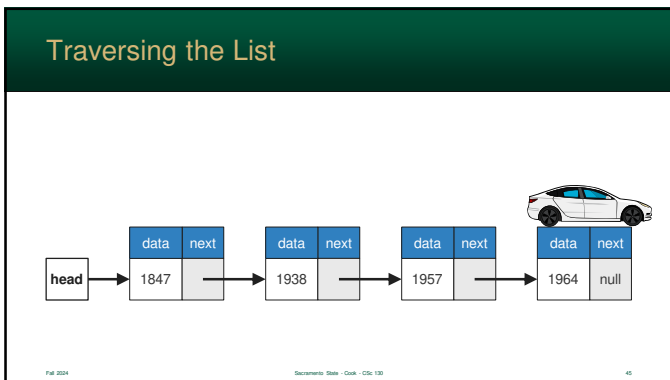 Traversing the List
data next data next data next data next
head 1847 1938 1957 1964 null
Fall 2024 Sacramento State - Cook - CSc 130 45